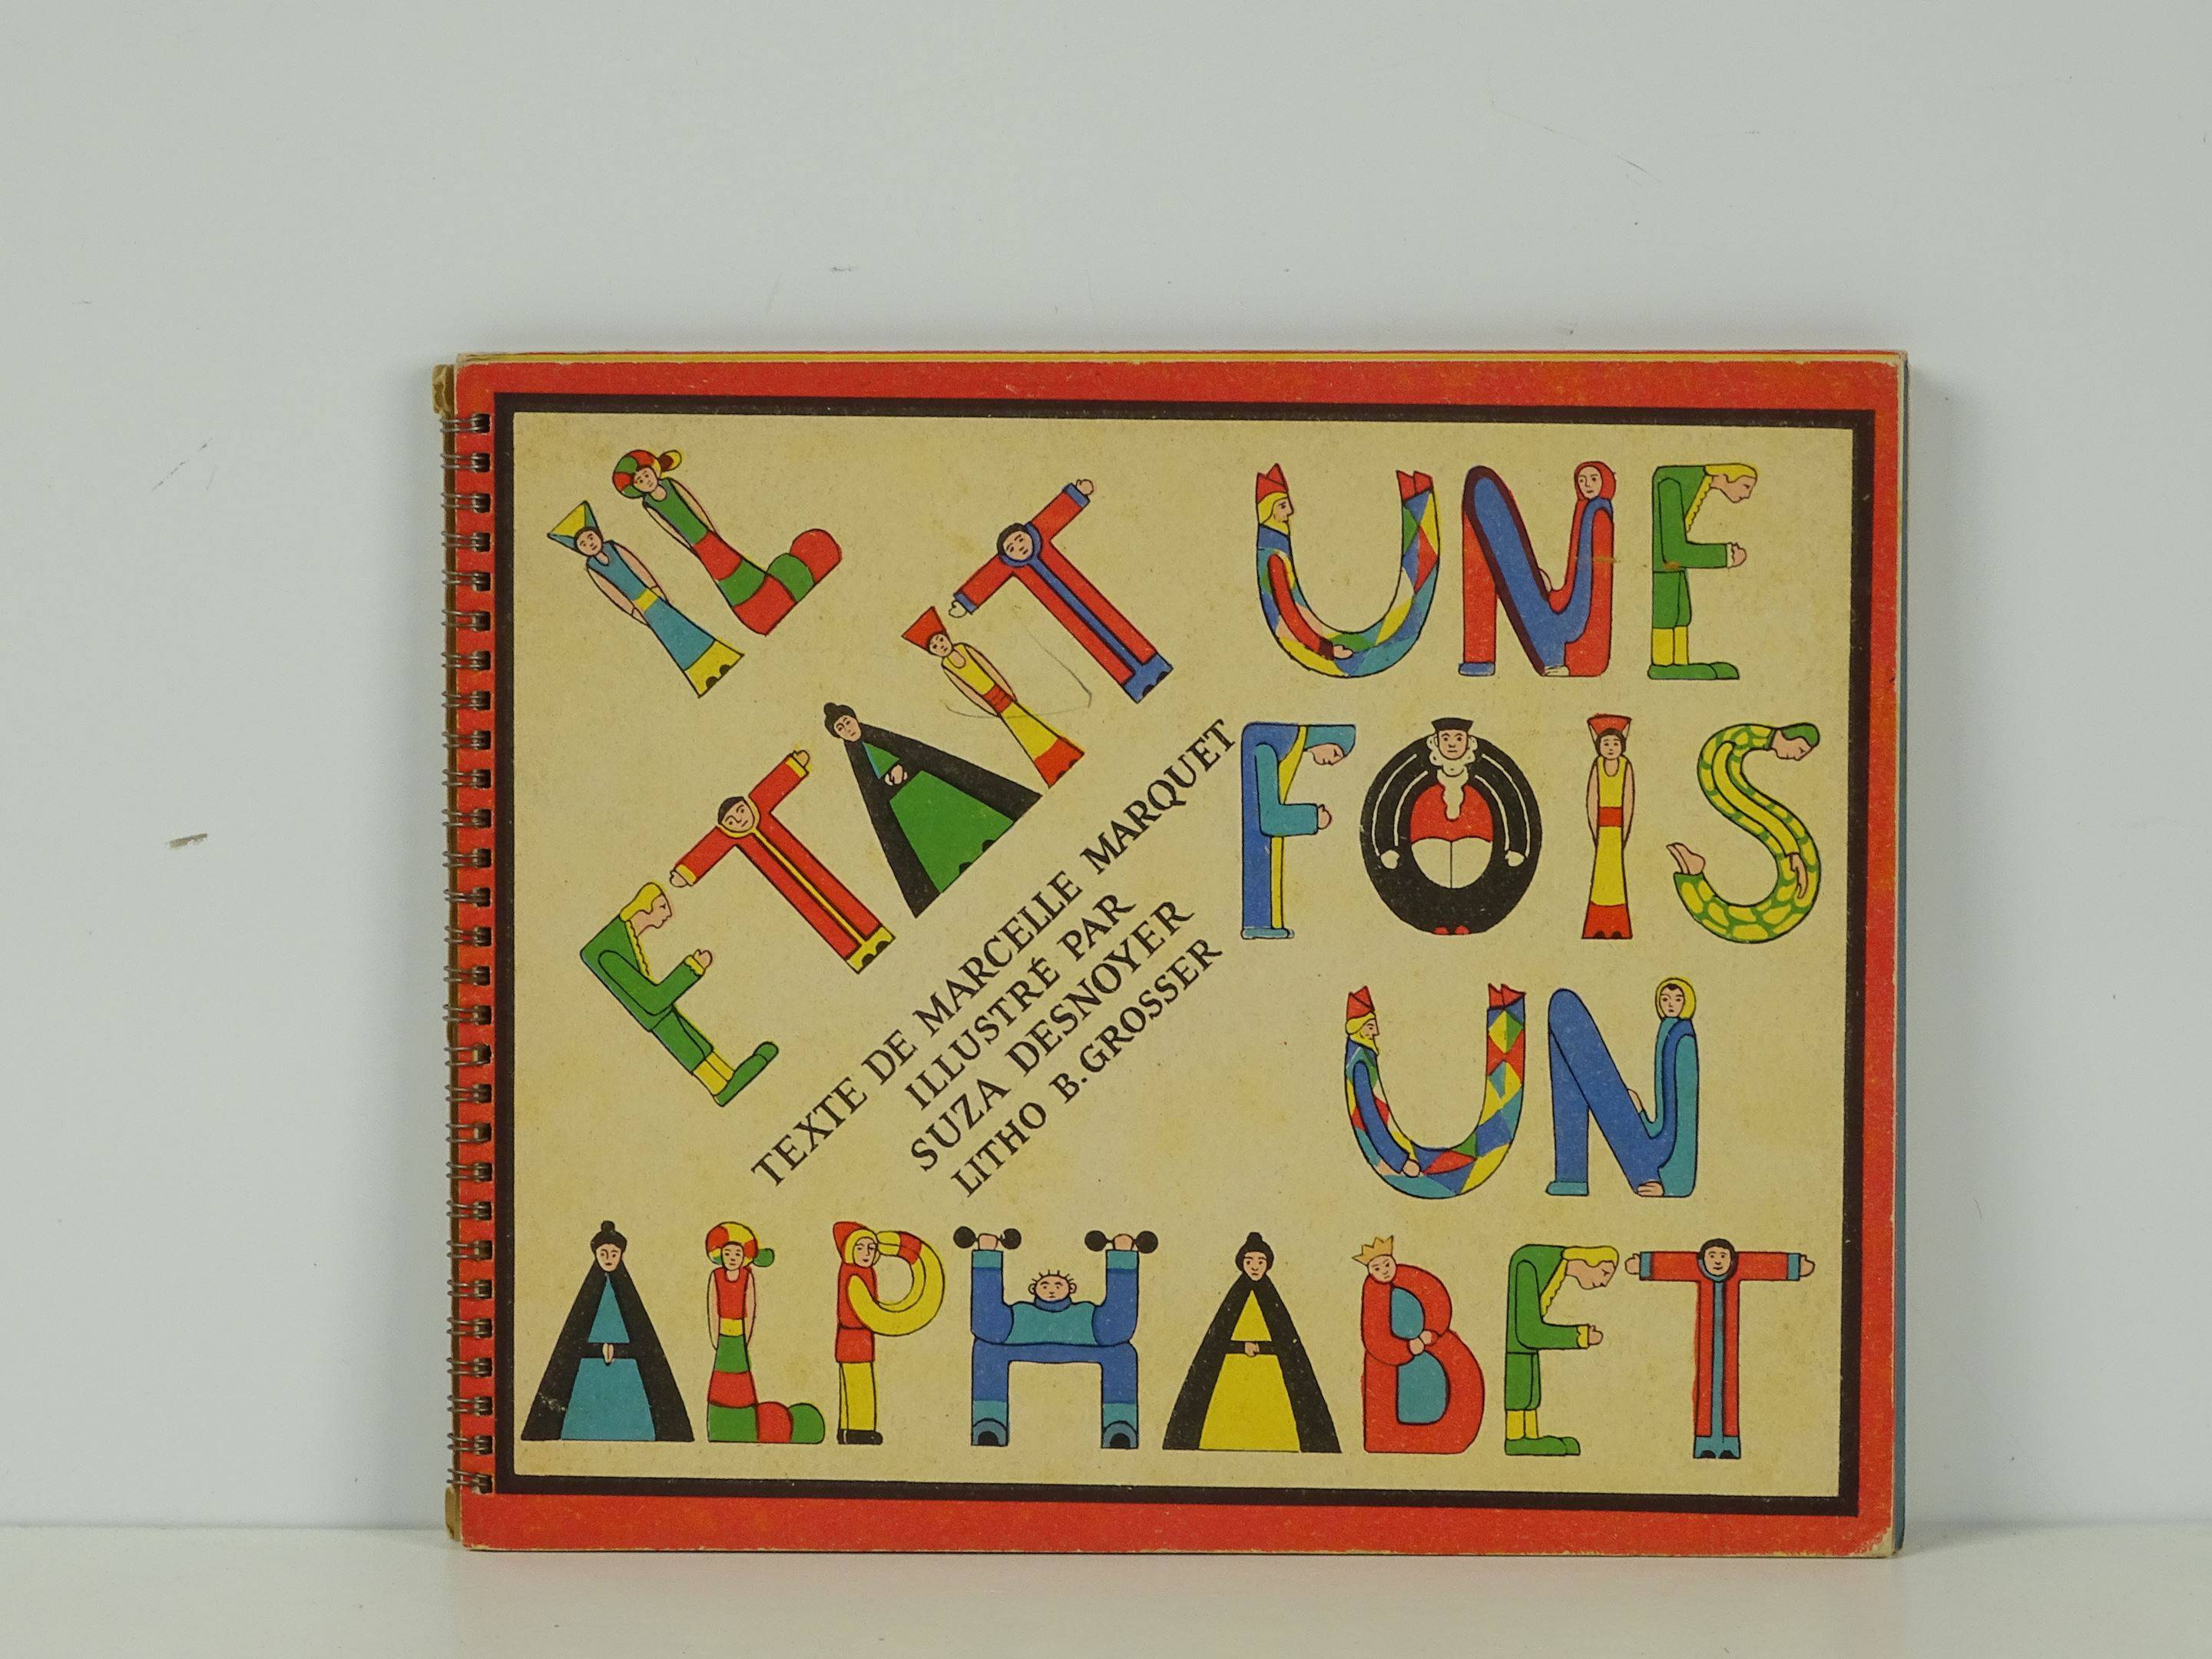 IL
ETAIT
UNE
FOIS
UN
ALPHABET
TEXTE DE MARCELLE MARQUET
ILLUSTRÉ PAR
SUZA DESNOYER
LITHO B. GROSSER